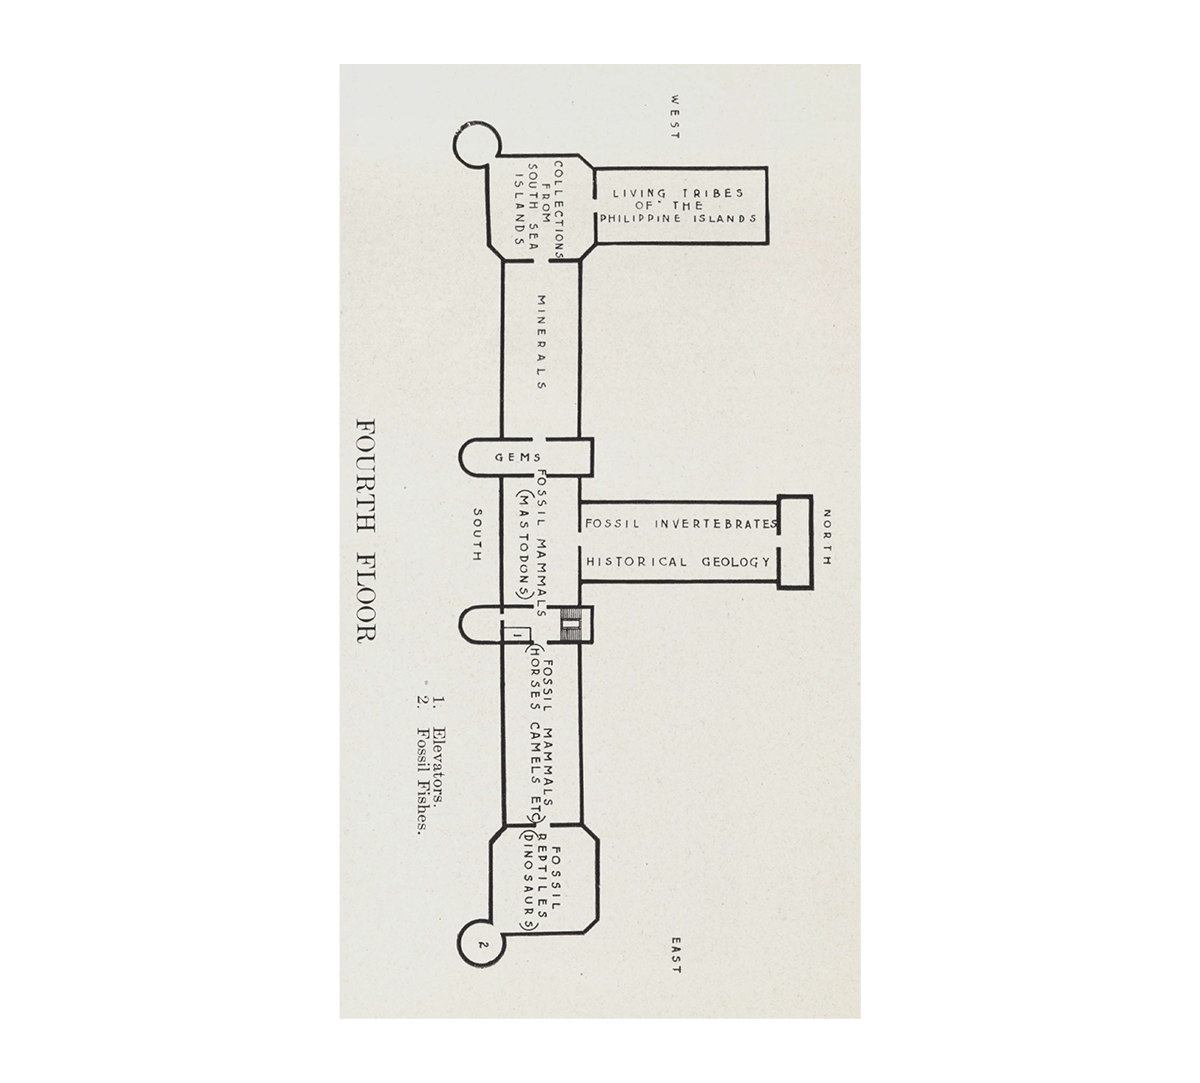 WEST
LIVING TRIBES
OF THE
PHILIPPINE ISLANDS
COLLECTIONS
FROM
SOUTH SEA
ISLANDS
MINERALS
GEMS
FOSSIL MAMMALS
(MASTODONS)
NORTH
FOSSIL INVERTEBRATES
HISTORICAL GEOLOGY
SOUTH
1
FOSSIL MAMMALS
(HORSES CAMELS ETC)
FOSSIL
REPTILES
(DINOSAURS)
2
EAST
1. Elevators.
2. Fossil Fishes.
FOURTH FLOOR